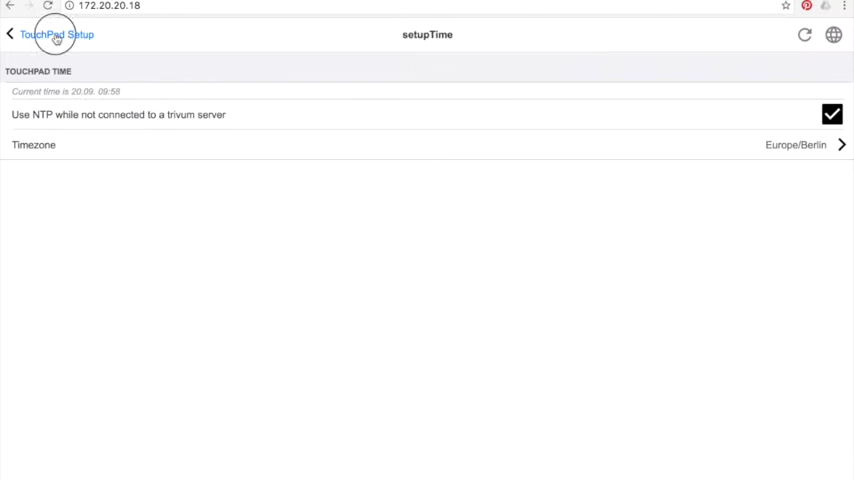 172.20.20.18
TouchPad Setup
setupTime
TOUCHPAD TIME
Current time is 20.09. 09:58
Use NTP while not connected to a trivum server
Timezone Europe/Berlin